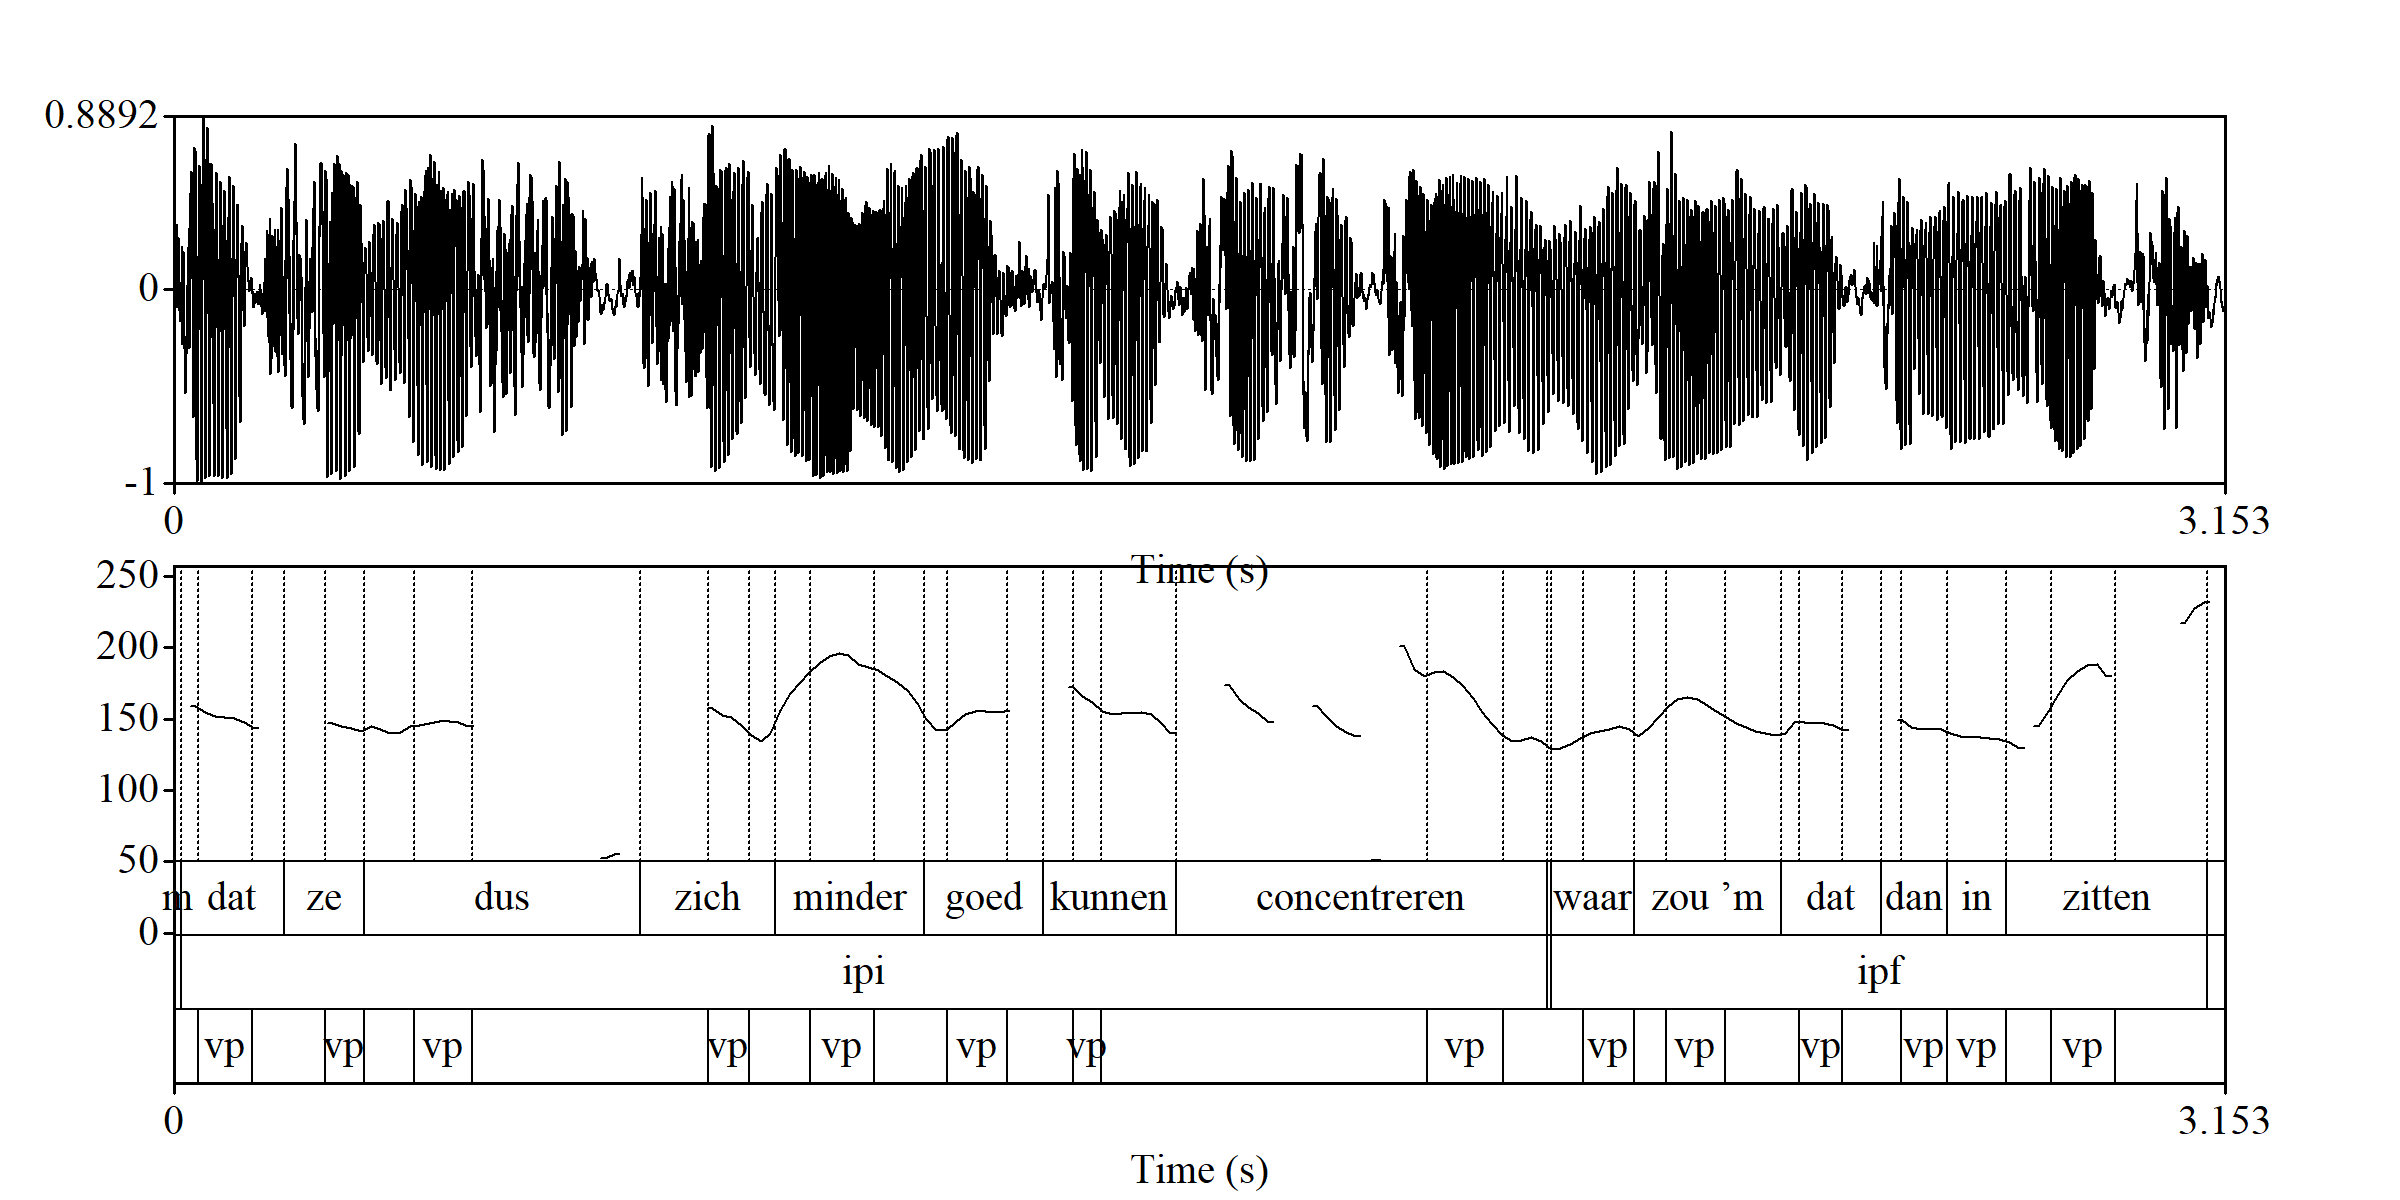 0.8892
0
-1
0 3.153
Time (s)
250
200
150
100
50
0
m dat ze dus zich minder goed kunnen concentreren waar zou ’m dat dan in zitten
ipi ipf
vp vp vp vp vp vp vp vp vp vp vp vp vp vp
0 3.153
Time (s)